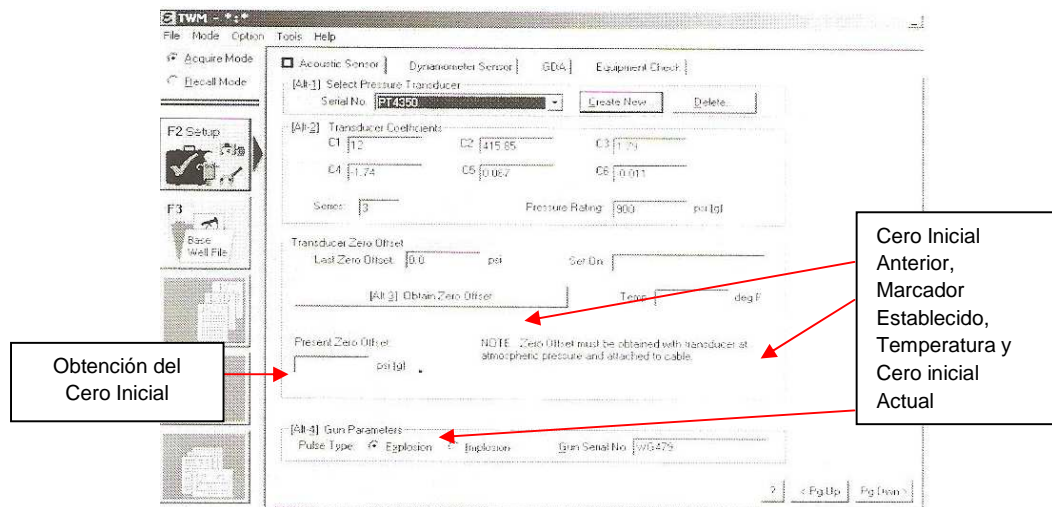 TWM - *:*
File Mode Option Tools Help
Acquire Mode
Recall Mode
Acoustic Sensor Dynamometer Sensor Equipment Check
[Alt-1] Select Pressure Transducer
Serial No. PT4350 Create New Delete..
[Alt-2] Transducer Coefficients
C1 12 C2 415.85 C3 1.79
C4 -1.74 C5 0.087 C6 -0.011
Series: 3 Pressure Rating: 900 psi (g)
F2 Setup
F3
Base
Well File
Transducer Zero Offset
Last Zero Offset: 0.0 psi Set On:
[Alt-3] Obtain Zero Offset Temp. deg F
Present Zero Offset:
psi (g)
NOTE: Zero Offset must be obtained with transducer at
atmospheric pressure and attached to cable.
[Alt-4] Gun Parameters
Pulse Type: Explosion Implosion Gun Serial No. WG479
? < Pg Up Pg Dwn >
Obtención del
Cero Inicial
Cero Inicial
Anterior,
Marcador
Establecido,
Temperatura y
Cero inicial
Actual